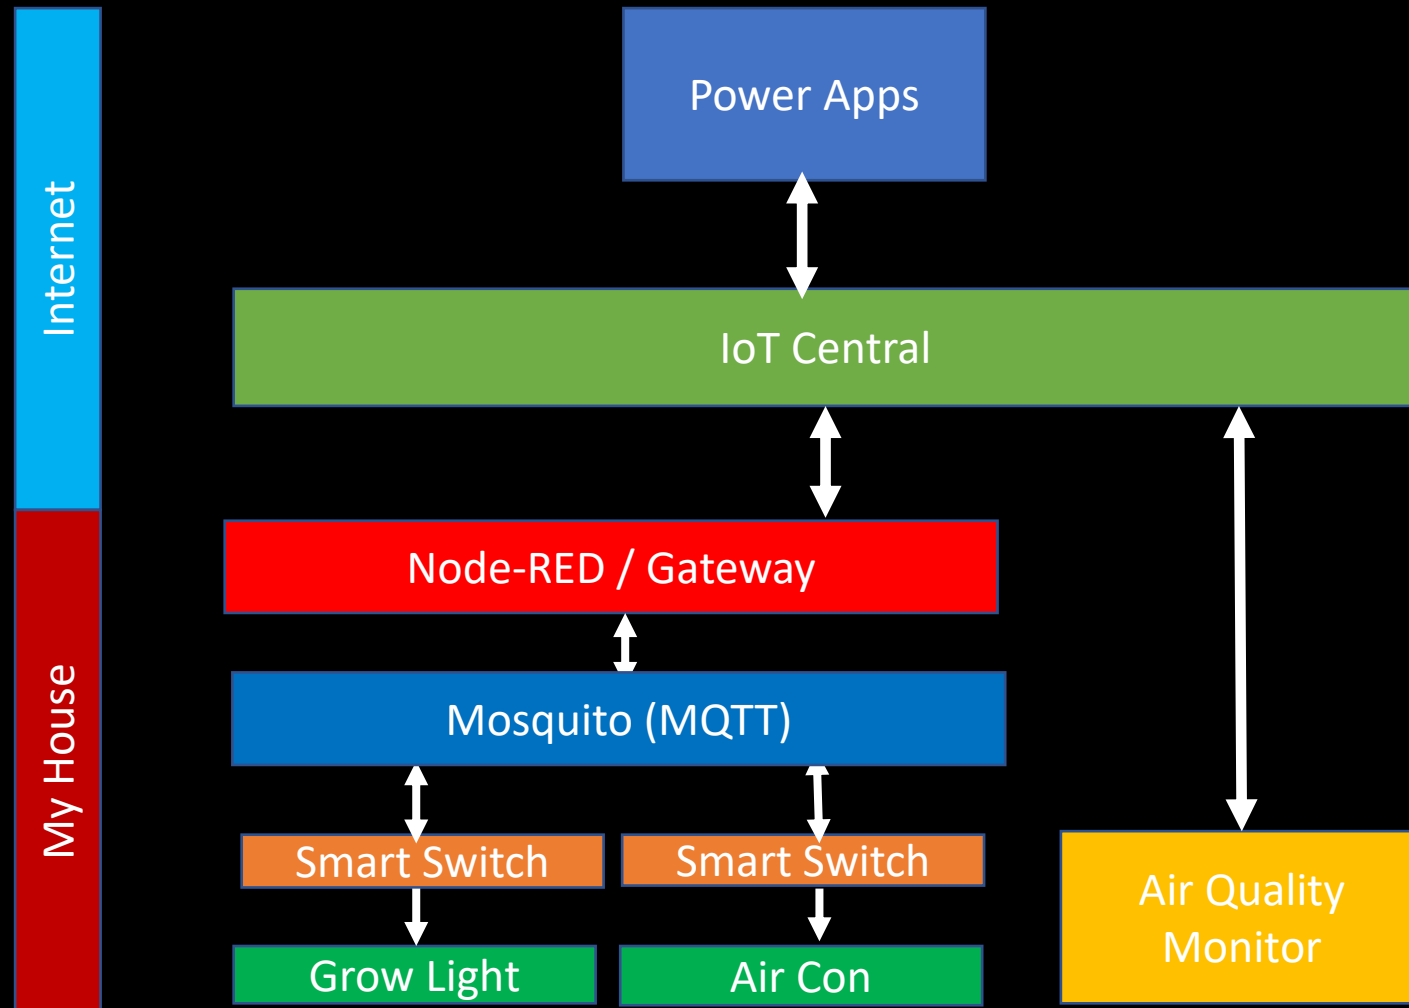 Internet
My House
Power Apps
IoT Central
Node-RED / Gateway
Mosquito (MQTT)
Smart Switch
Smart Switch
Grow Light
Air Con
Air Quality
Monitor